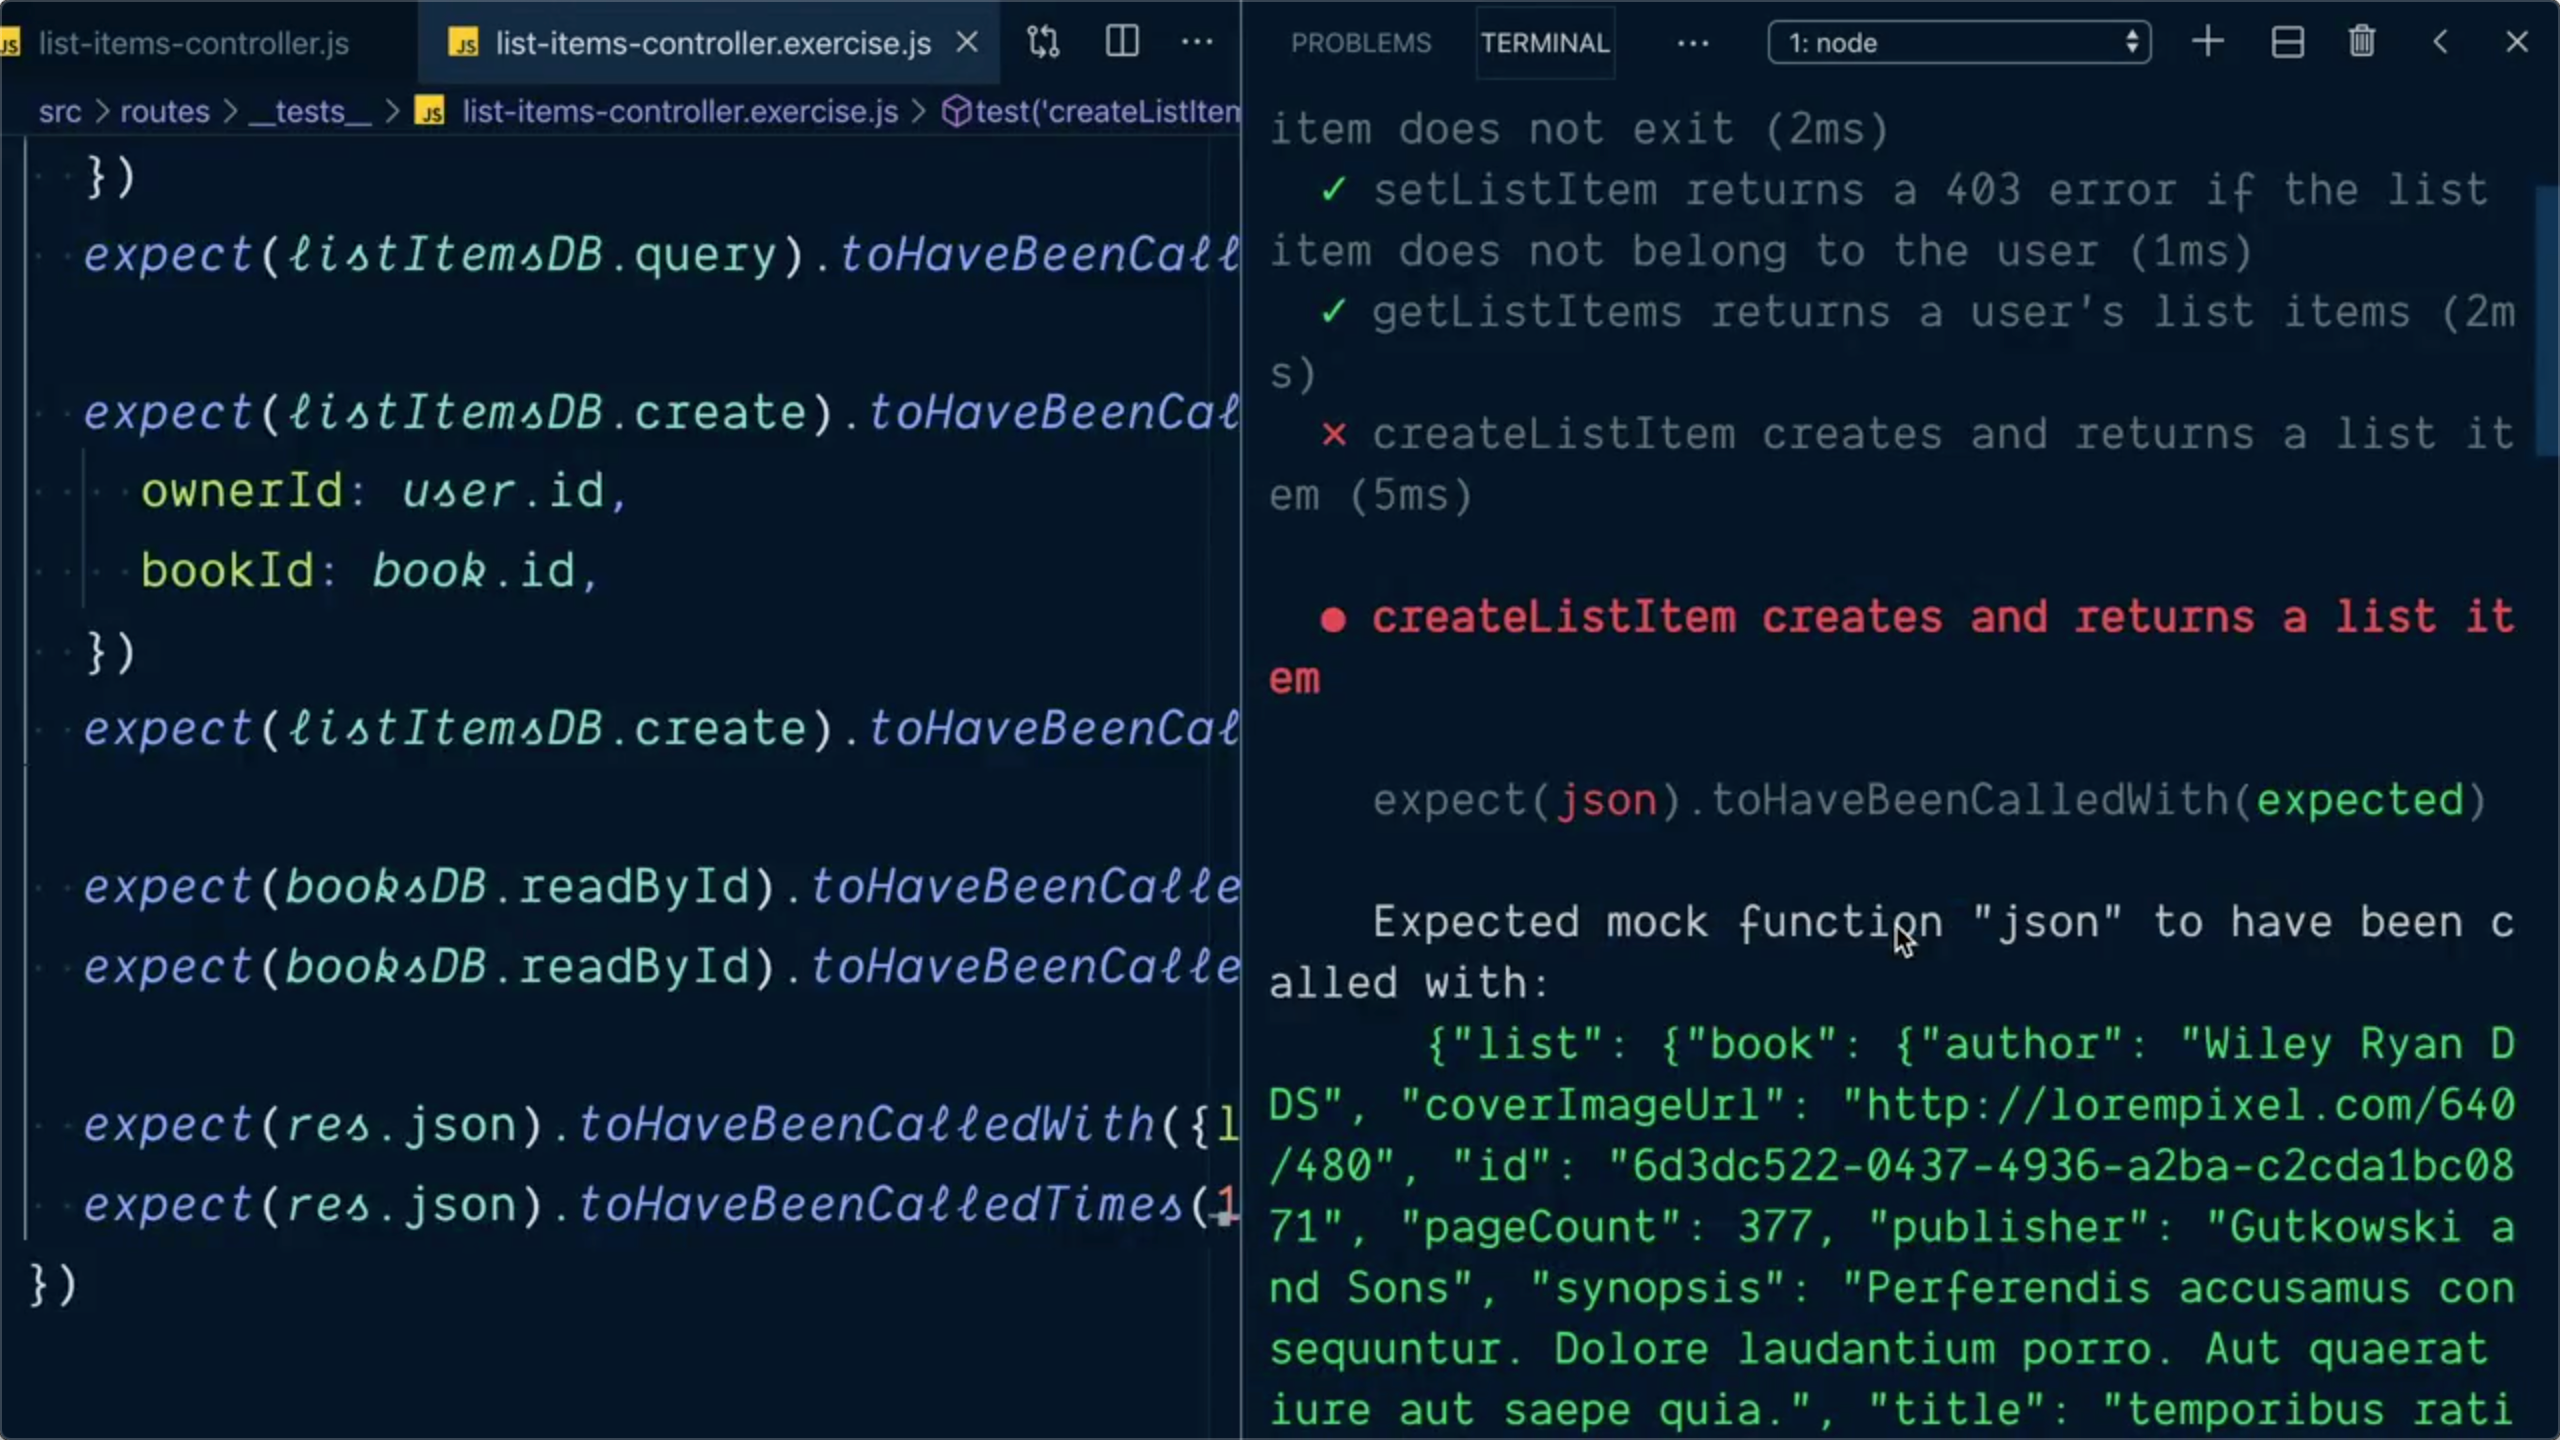 list-items-controller.js
JS list-items-controller.exercise.js
src > routes > __tests__ > JS list-items-controller.exercise.js > test('createListItem
})
expect(listItemsDB.query).toHaveBeenCall
expect(listItemsDB.create).toHaveBeenCal
ownerId: user.id,
bookId: book.id,
})
expect(listItemsDB.create).toHaveBeenCal
expect(booksDB.readById).toHaveBeenCalle
expect(booksDB.readById).toHaveBeenCalle
expect(res.json).toHaveBeenCalledWith({l
expect(res.json).toHaveBeenCalledTimes(1
})
PROBLEMS TERMINAL ··· 1: node
item does not exit (2ms)
✓ setListItem returns a 403 error if the list
item does not belong to the user (1ms)
✓ getListItems returns a user's list items (2m
s)
✕ createListItem creates and returns a list it
em (5ms)
● createListItem creates and returns a list it
em
expect(json).toHaveBeenCalledWith(expected)
Expected mock function "json" to have been c
alled with:
{"list": {"book": {"author": "Wiley Ryan D
DS", "coverImageUrl": "http://lorempixel.com/640
/480", "id": "6d3dc522-0437-4936-a2ba-c2cda1bc08
71", "pageCount": 377, "publisher": "Gutkowski a
nd Sons", "synopsis": "Perferendis accusamus con
sequuntur. Dolore laudantium porro. Aut quaerat
iure aut saepe quia.", "title": "temporibus rati